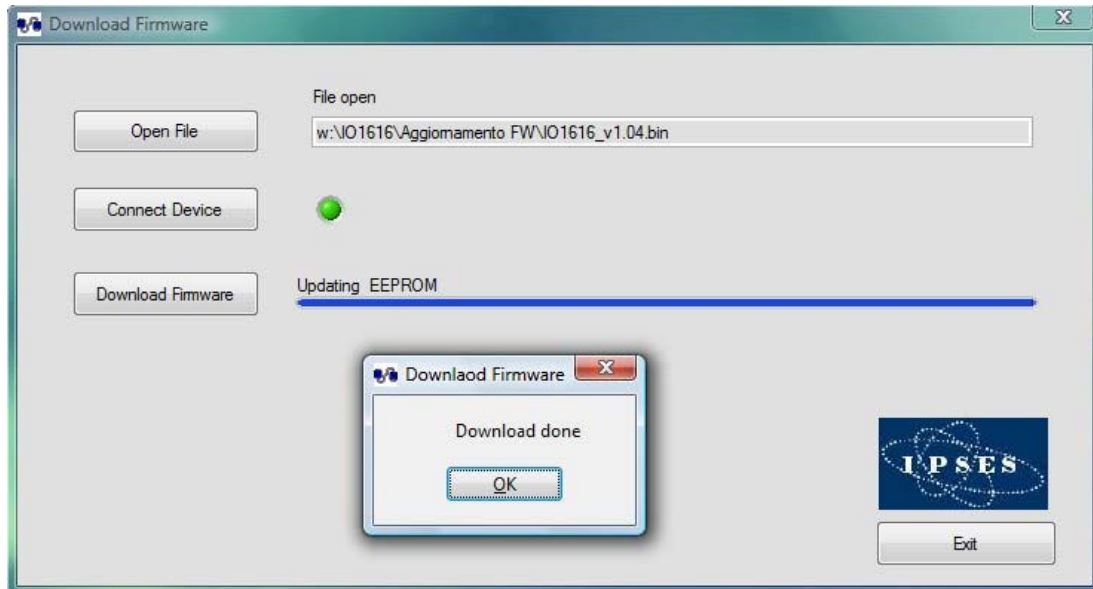 Download Firmware
File open
Open File
w:\IO1616\Aggiornamento FW\IO1616_v1.04.bin
Connect Device
Download Firmware
Updating EEPROM
Downlaod Firmware
Download done
OK
IPSES
Exit